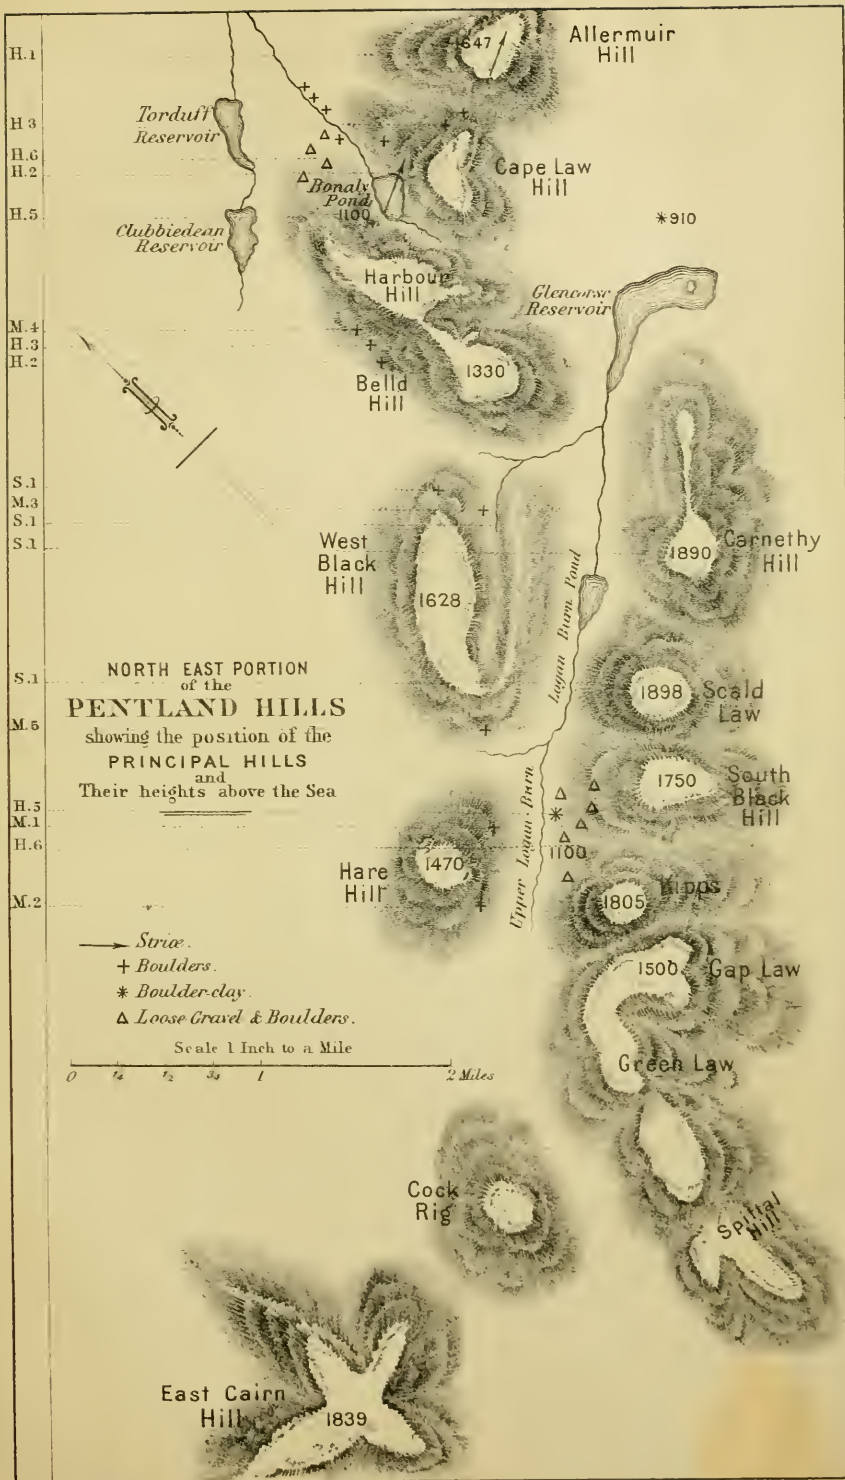 Allermuir
Hill
1647
H.1
Torduff
Reservoir
H 3
H.6
H.2
Cape Law
Hill
Bonaly
Pond
1100
H.5
*910
Clubbiedean
Reservoir
Harbour
Hill
Glencorse
Reservoir
M.4
H.3
H.2
1330
Belld
Hill
S.1
M.3
S.1
S.1
West
Black
Hill
1628
1890
Carnethy
Hill
Logan Burn Pond
S.1
M.5
NORTH EAST PORTION
of the
PENTLAND HILLS
showing the position of the
PRINCIPAL HILLS
and
Their heights above the Sea
1898
Scald
Law
1750
South
Black
Hill
H.5
M.1
H.6
M.2
Upper Logan Burn
1100
Hare
Hill
1470
Kipps
1805
Striæ.
+ Boulders.
* Boulder-clay.
Δ Loose Gravel & Boulders.
Scale 1 Inch to a Mile
0 1/4 1/2 3/4 1 2 Miles
1500
Gap Law
Green Law
Cock
Rig
Spittal
Hill
East Cairn
Hill
1839